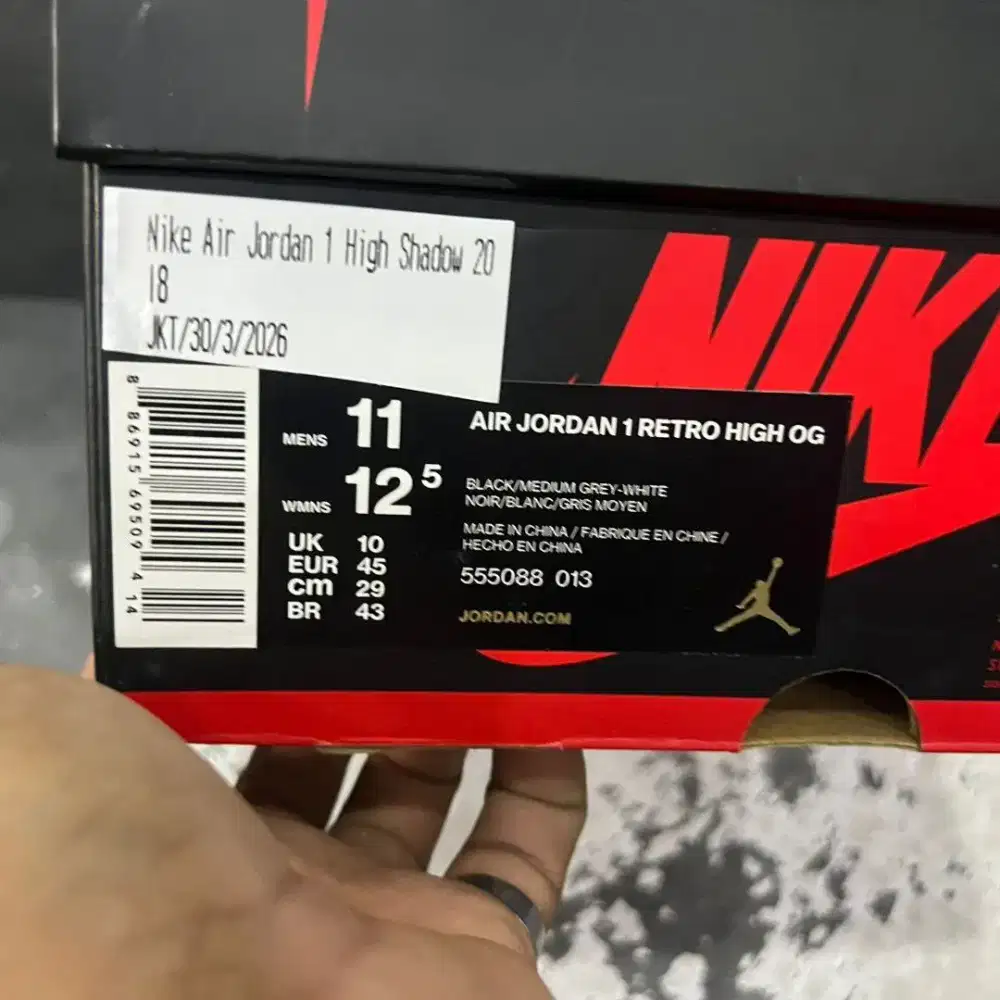 Nike Air Jordan 1 High Shadow 20
18
JKT/30/3/2026
NIKE
8 86915 69509 4 14
MENS 11
WMNS 12 5
UK 10
EUR 45
CM 29
BR 43
AIR JORDAN 1 RETRO HIGH OG
BLACK/MEDIUM GREY-WHITE
NOIR/BLANC/GRIS MOYEN
MADE IN CHINA / FABRIQUE EN CHINE /
HECHO EN CHINA
555088 013
JORDAN.COM